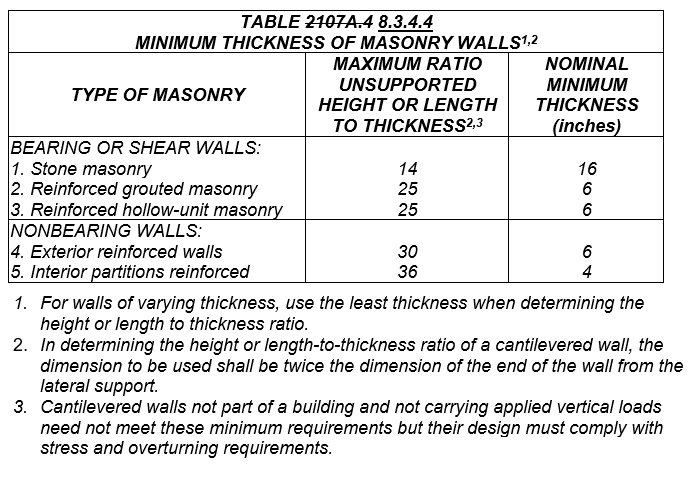 TABLE 2107A.4 8.3.4.4
MINIMUM THICKNESS OF MASONRY WALLS1,2
TYPE OF MASONRY
MAXIMUM RATIO
UNSUPPORTED
HEIGHT OR LENGTH
TO THICKNESS2,3
NOMINAL
MINIMUM
THICKNESS
(inches)
BEARING OR SHEAR WALLS:
1. Stone masonry 14 16
2. Reinforced grouted masonry 25 6
3. Reinforced hollow-unit masonry 25 6
NONBEARING WALLS:
4. Exterior reinforced walls 30 6
5. Interior partitions reinforced 36 4
1. For walls of varying thickness, use the least thickness when determining the
height or length to thickness ratio.
2. In determining the height or length-to-thickness ratio of a cantilevered wall, the
dimension to be used shall be twice the dimension of the end of the wall from the
lateral support.
3. Cantilevered walls not part of a building and not carrying applied vertical loads
need not meet these minimum requirements but their design must comply with
stress and overturning requirements.